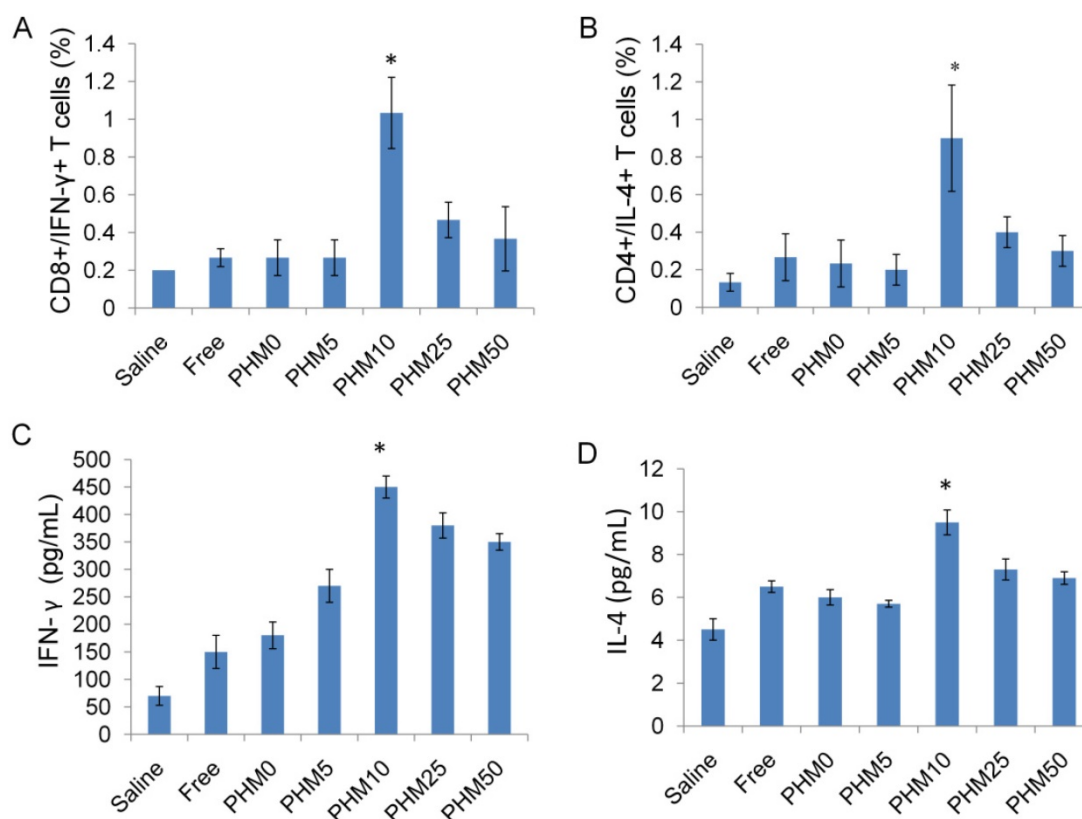 A
CD8+/IFN-γ+ T cells (%)
1.4
1.2
1
0.8
0.6
0.4
0.2
0
*
Saline
Free
PHM0
PHM5
PHM10
PHM25
PHM50
B
CD4+/IL-4+ T cells (%)
1.4
1.2
1
0.8
0.6
0.4
0.2
0
*
Saline
Free
PHM0
PHM5
PHM10
PHM25
PHM50
C
IFN- γ (pg/mL)
500
450
400
350
300
250
200
150
100
50
0
*
Saline
Free
PHM0
PHM5
PHM10
PHM25
PHM50
D
IL-4 (pg/mL)
12
10
8
6
4
2
0
*
Saline
Free
PHM0
PHM5
PHM10
PHM25
PHM50